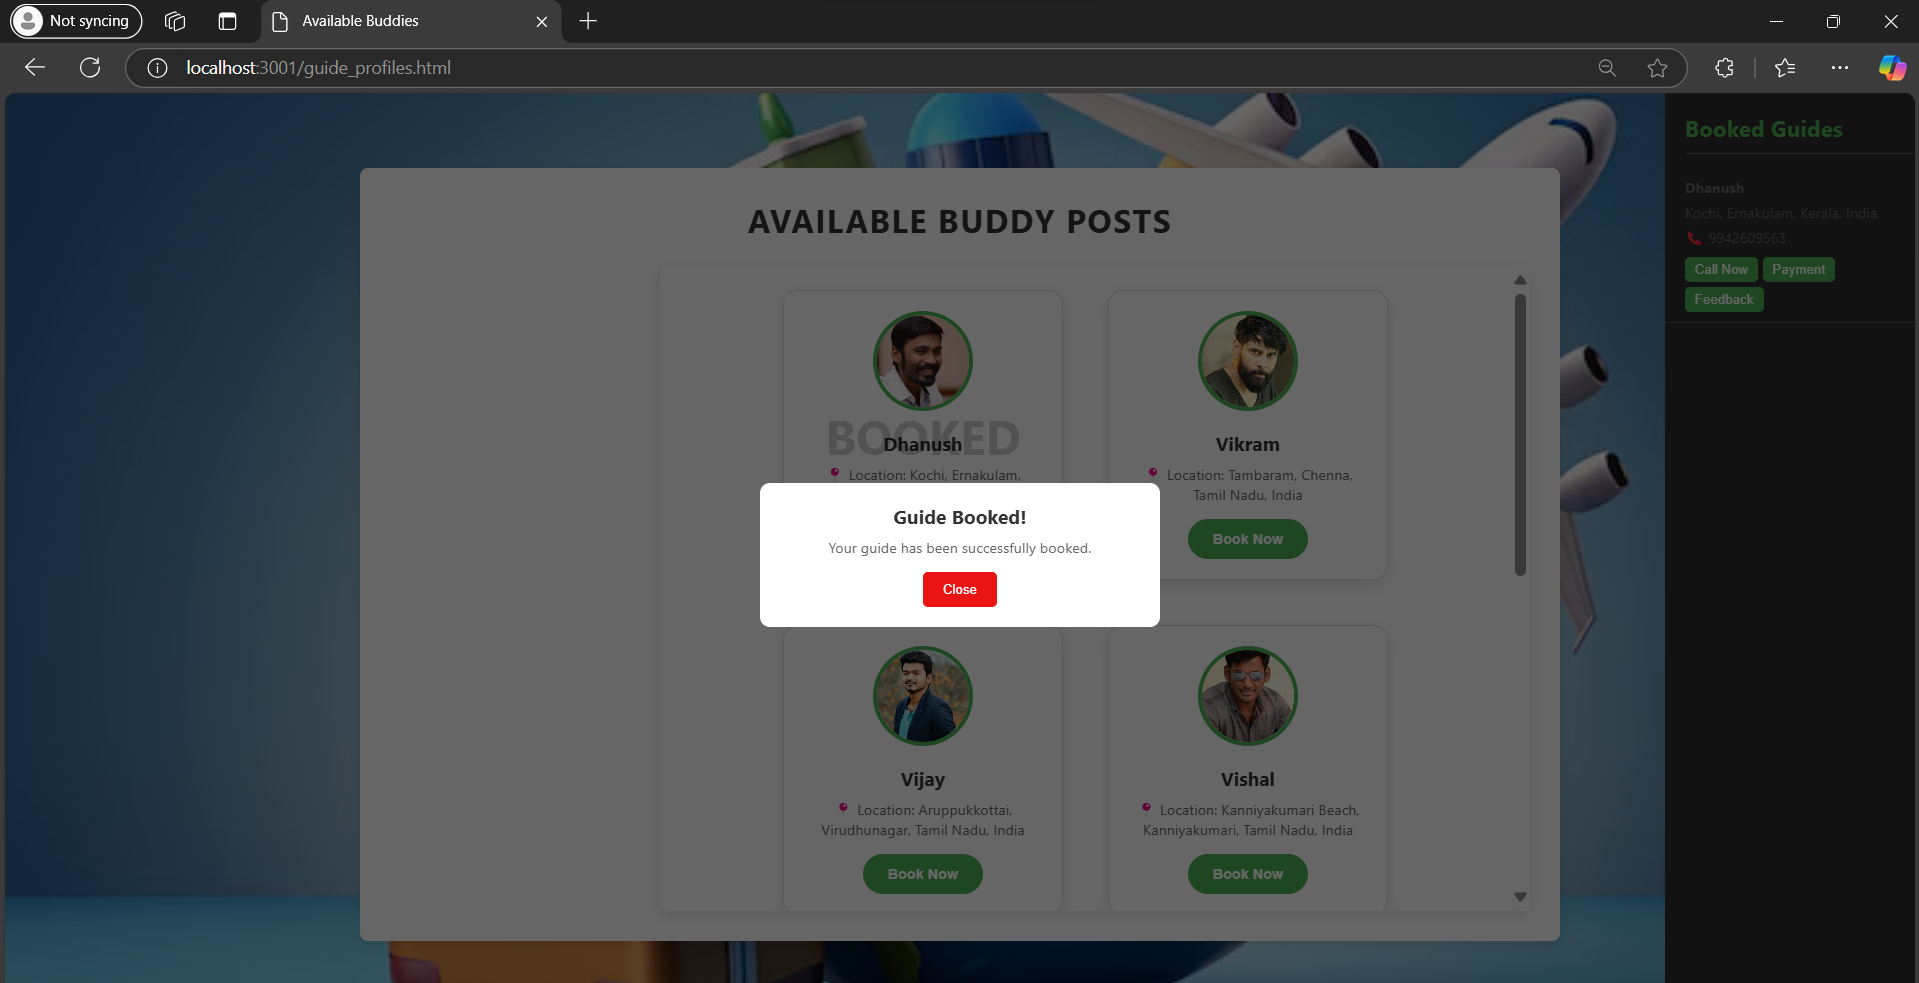 Not syncing
Available Buddies
localhost:3001/guide_profiles.html
AVAILABLE BUDDY POSTS
BOOKED
Dhanush
Location: Kochi, Ernakulam,
Vikram
Location: Tambaram, Chenna,
Tamil Nadu, India
Book Now
Guide Booked!
Your guide has been successfully booked.
Close
Vijay
Location: Aruppukkottai,
Virudhunagar, Tamil Nadu, India
Book Now
Vishal
Location: Kanniyakumari Beach,
Kanniyakumari, Tamil Nadu, India
Book Now
Booked Guides
Dhanush
Kochi, Ernakulam, Kerala, India
9942609563
Call Now
Payment
Feedback